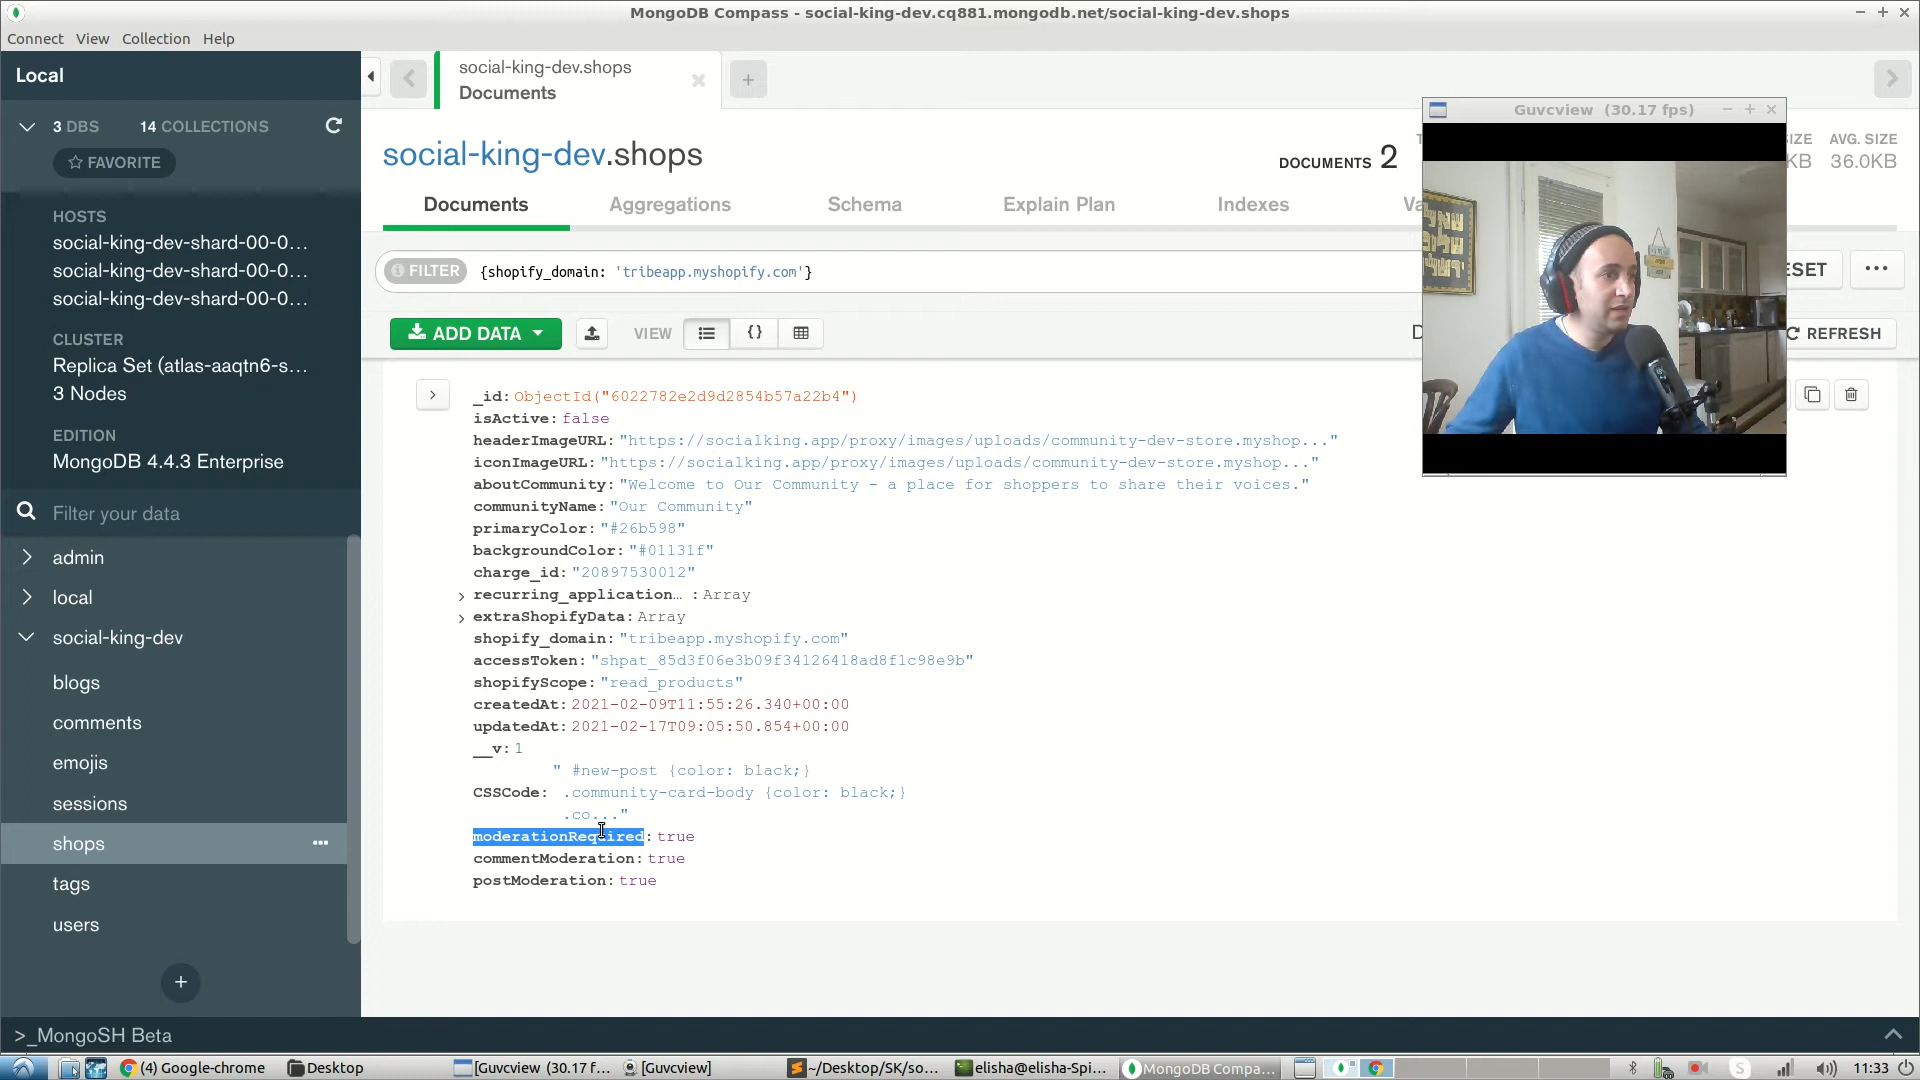 MongoDB Compass - social-king-dev.cq881.mongodb.net/social-king-dev.shops
Connect View Collection Help
Local
3 DBS 14 COLLECTIONS
FAVORITE
HOSTS
social-king-dev-shard-00-0...
social-king-dev-shard-00-0...
social-king-dev-shard-00-0...
CLUSTER
Replica Set (atlas-aaqtn6-s...
3 Nodes
EDITION
MongoDB 4.4.3 Enterprise
Filter your data
admin
local
social-king-dev
blogs
comments
emojis
sessions
shops
tags
users
>_MongoSH Beta
social-king-dev.shops
Documents
social-king-dev.shops
DOCUMENTS 2
AVG. SIZE
KB 36.0KB
Documents Aggregations Schema Explain Plan Indexes Va
FILTER {shopify_domain: 'tribeapp.myshopify.com'}
ESET
ADD DATA VIEW
REFRESH
_id: ObjectId("6022782e2d9d2854b57a22b4")
isActive: false
headerImageURL: "https://socialking.app/proxy/images/uploads/community-dev-store.myshop..."
iconImageURL: "https://socialking.app/proxy/images/uploads/community-dev-store.myshop..."
aboutCommunity: "Welcome to Our Community - a place for shoppers to share their voices."
communityName: "Our Community"
primaryColor: "#26b598"
backgroundColor: "#01131f"
charge_id: "20897530012"
recurring_application… : Array
extraShopifyData: Array
shopify_domain: "tribeapp.myshopify.com"
accessToken: "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"
shopifyScope: "read_products"
createdAt: 2021-02-09T11:55:26.340+00:00
updatedAt: 2021-02-17T09:05:50.854+00:00
__v: 1
" #new-post {color: black;}
CSSCode: .community-card-body {color: black;}
.co..."
moderationRequired: true
commentModeration: true
postModeration: true
Guvcview (30.17 fps)
(4) Google-chrome
Desktop
[Guvcview (30.17 f...
[Guvcview]
~/Desktop/SK/so...
elisha@elisha-Spi...
MongoDB Compa...
11:33